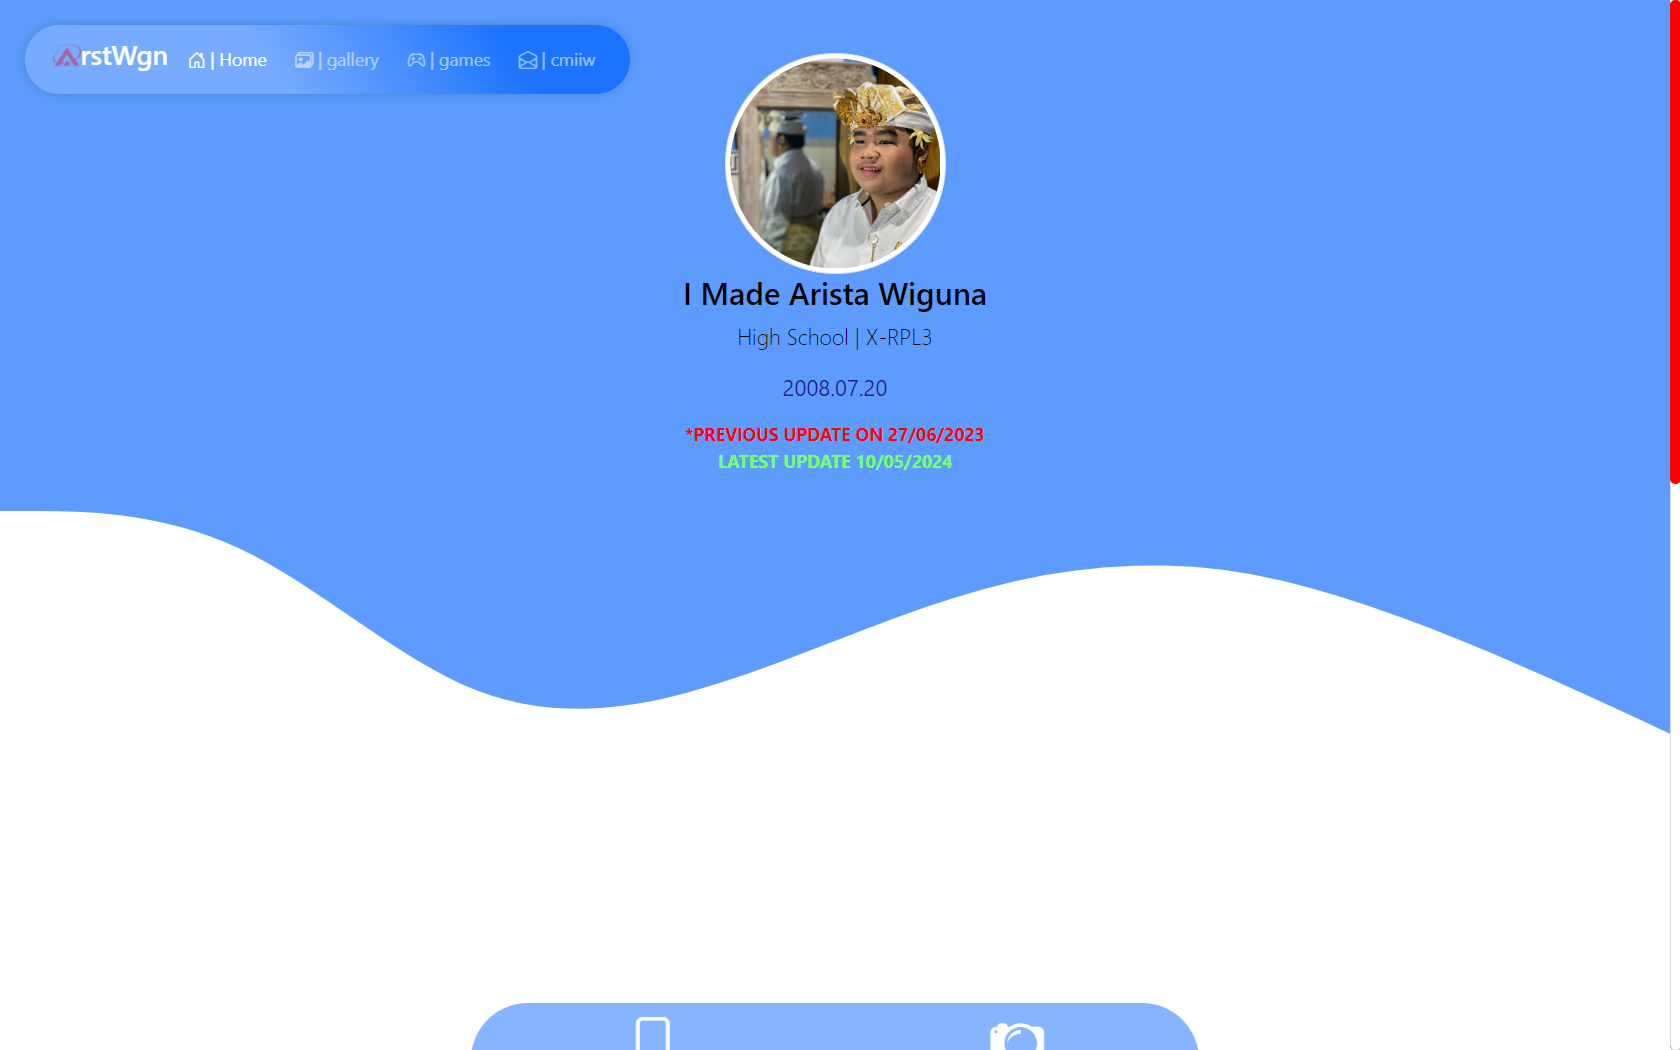 ArstWgn | Home | gallery | games | cmiiw
I Made Arista Wiguna
High School | X-RPL3
2008.07.20
*PREVIOUS UPDATE ON 27/06/2023
LATEST UPDATE 10/05/2024